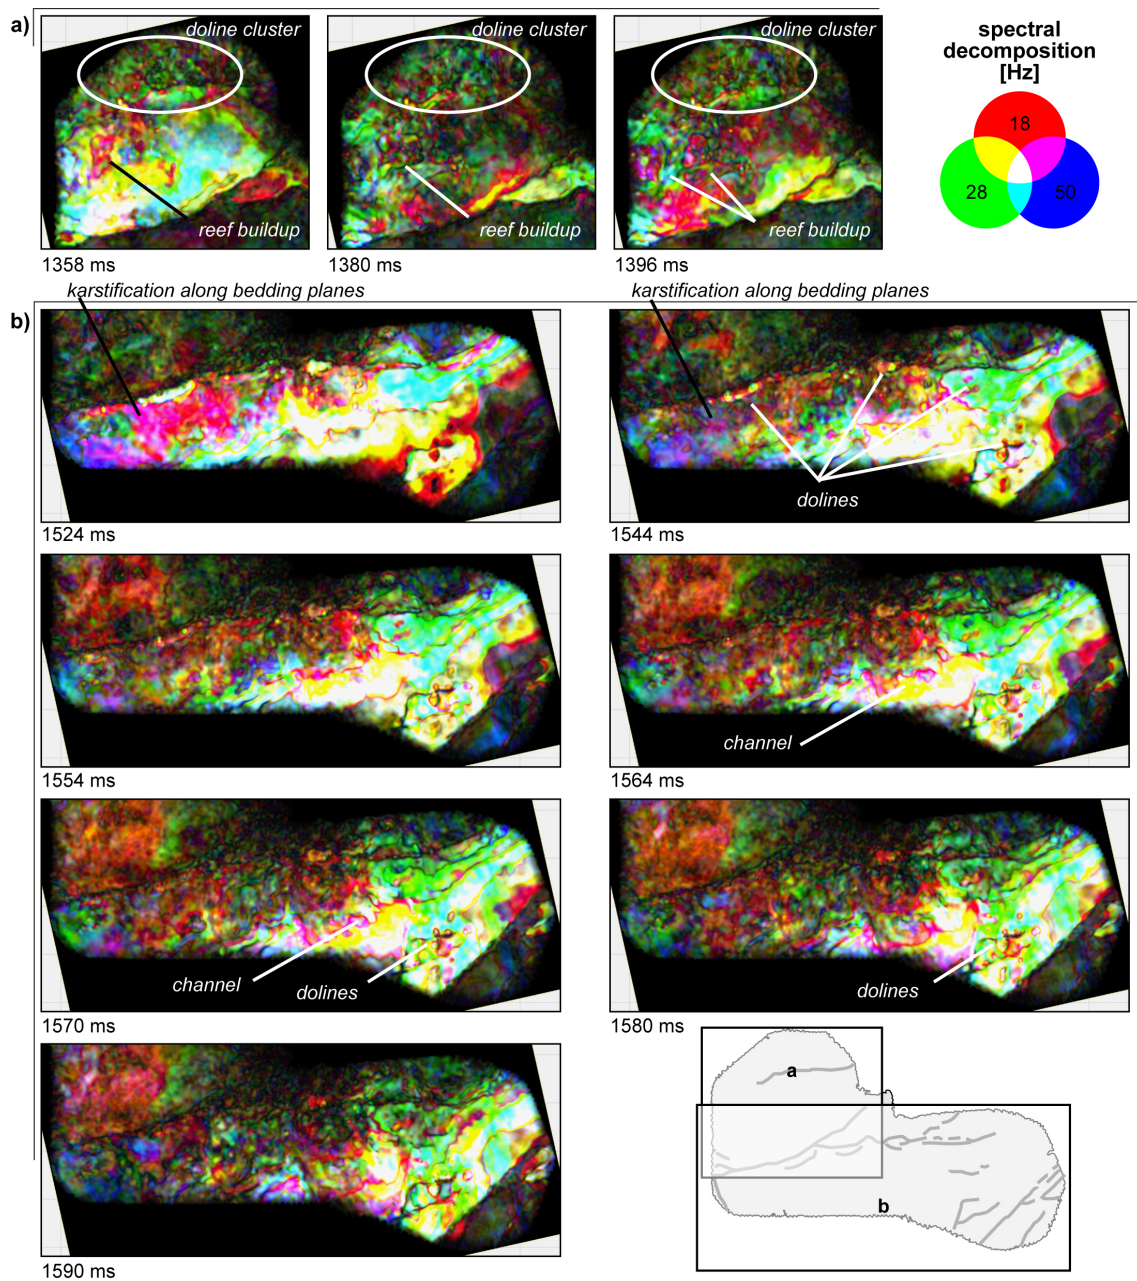 a)
doline cluster
doline cluster
doline cluster
spectral
decomposition
[Hz]
18
28
50
reef buildup
reef buildup
reef buildup
1358 ms
1380 ms
1396 ms
karstification along bedding planes
karstification along bedding planes
b)
dolines
1524 ms
1544 ms
channel
1554 ms
1564 ms
channel
dolines
dolines
1570 ms
1580 ms
a
b
1590 ms